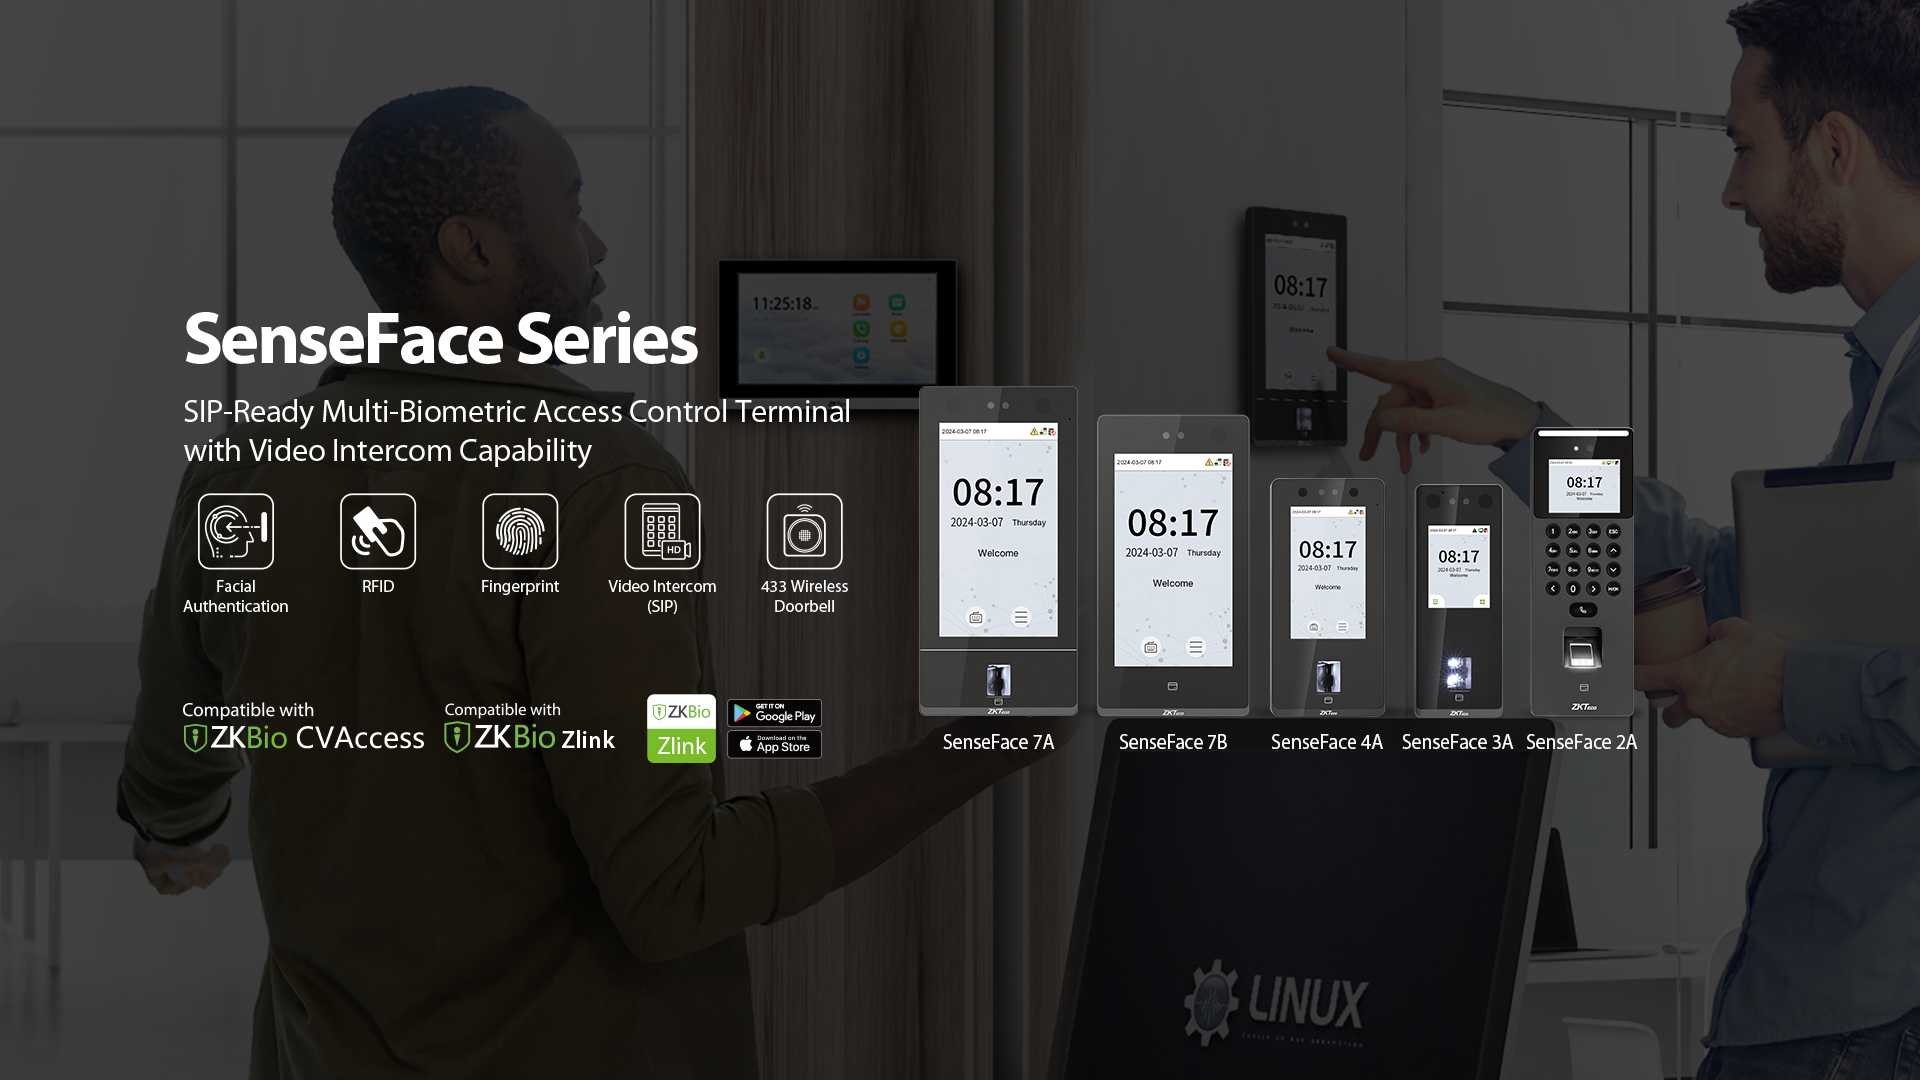 SenseFace Series
SIP-Ready Multi-Biometric Access Control Terminal
with Video Intercom Capability
Facial
Authentication
RFID
Fingerprint
HD
Video Intercom
(SIP)
433 Wireless
Doorbell
Compatible with
ZKBio CVAccess
Compatible with
ZKBio Zlink
ZKBio
Zlink
GET IT ON
Google Play
Download on the
App Store
11:25:18
08:17
2024-03-07 08:17
08:17
2024-03-07 Thursday
Welcome
ZKTeco
SenseFace 7A
2024-03-07 08:17
08:17
2024-03-07 Thursday
Welcome
ZKTeco
SenseFace 7B
08:17
2024-03-07 Thursday
Welcome
ZKTeco
SenseFace 4A
08:17
2024-03-07 Thursday
Welcome
ZKTeco
SenseFace 3A
08:17
2024-03-07 Thursday
Welcome
1 2 3 ESC
4 5 6
7 8 9
0
ZKTeco
SenseFace 2A
LINUX